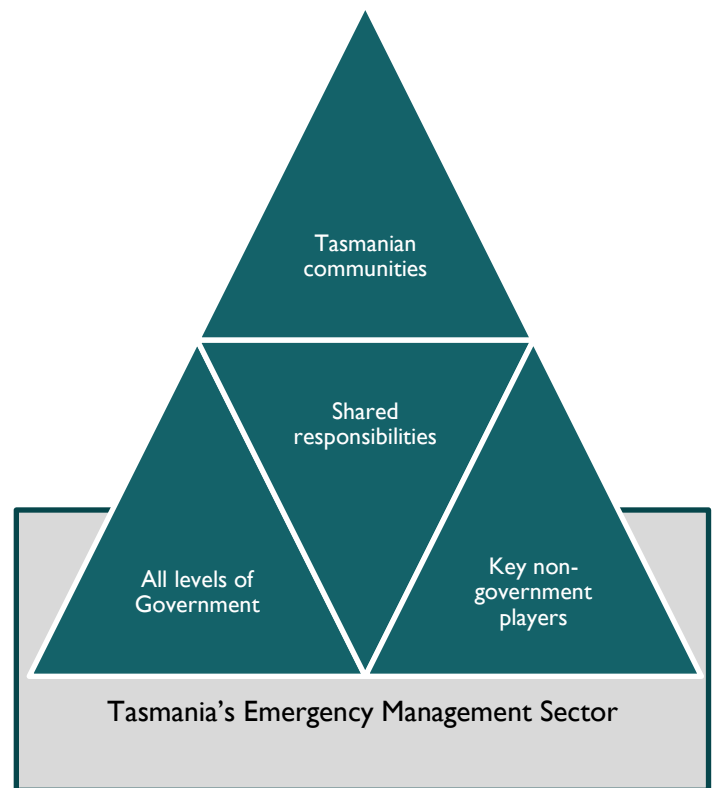 Tasmanian
communities
Shared
responsibilities
All levels of
Government
Key non-
government
players
Tasmania’s Emergency Management Sector